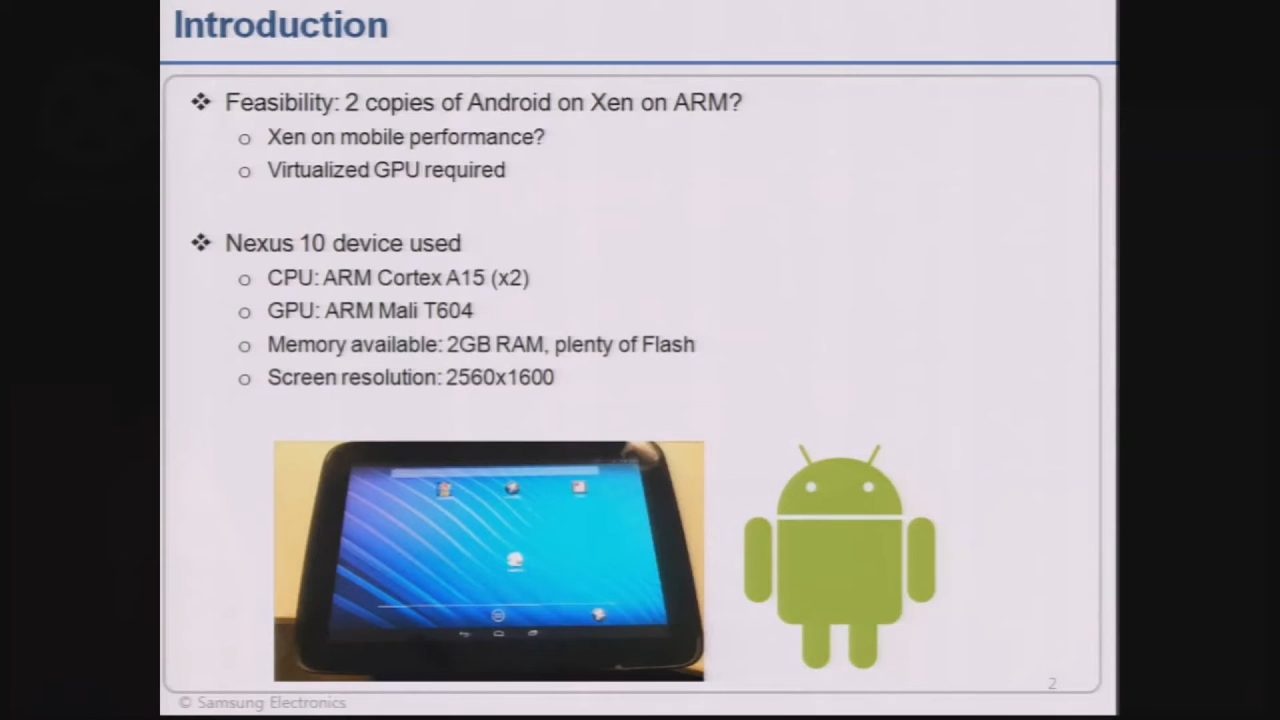 Introduction
Feasibility: 2 copies of Android on Xen on ARM?
Xen on mobile performance?
Virtualized GPU required
Nexus 10 device used
CPU: ARM Cortex A15 (x2)
GPU: ARM Mali T604
Memory available: 2GB RAM, plenty of Flash
Screen resolution: 2560x1600
2
© Samsung Electronics